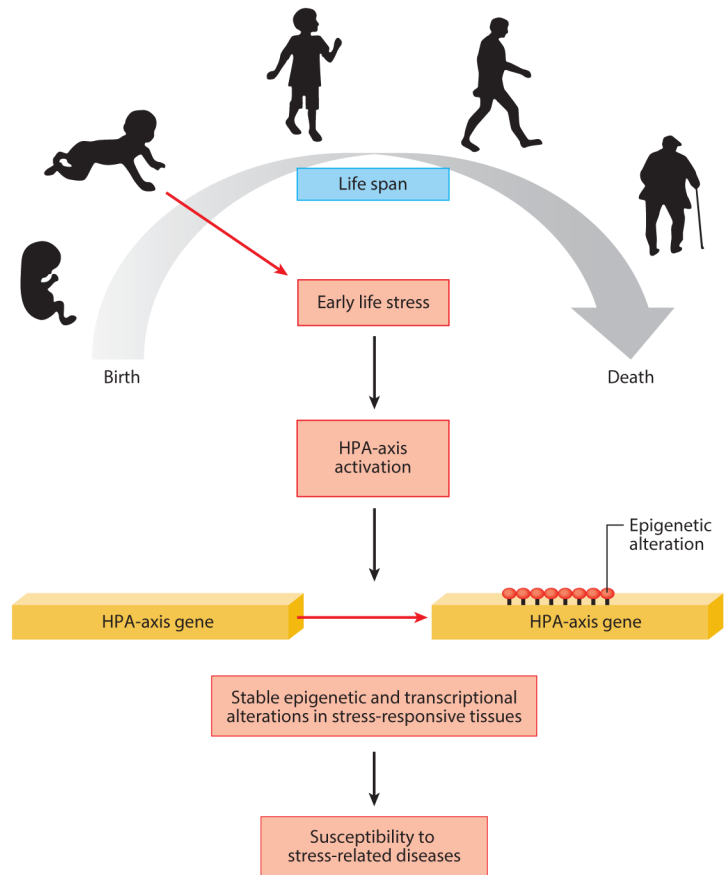 Life span
Early life stress
Birth
Death
HPA-axis
activation
Epigenetic
alteration
HPA-axis gene
HPA-axis gene
Stable epigenetic and transcriptional
alterations in stress-responsive tissues
Susceptibility to
stress-related diseases